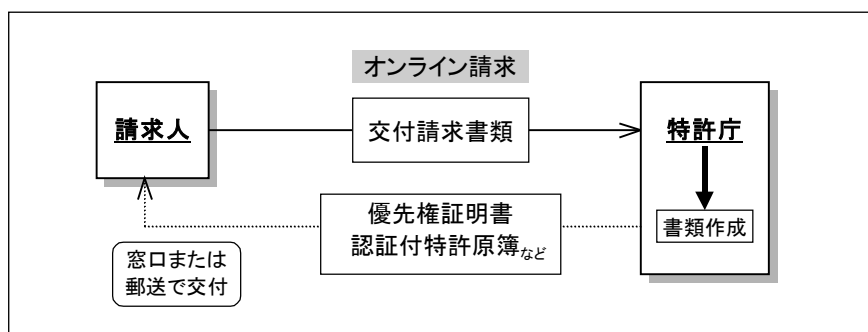 オンライン請求
請求人
交付請求書類
特許庁
優先権証明書
認証付特許原簿など
書類作成
窓口または
郵送で交付